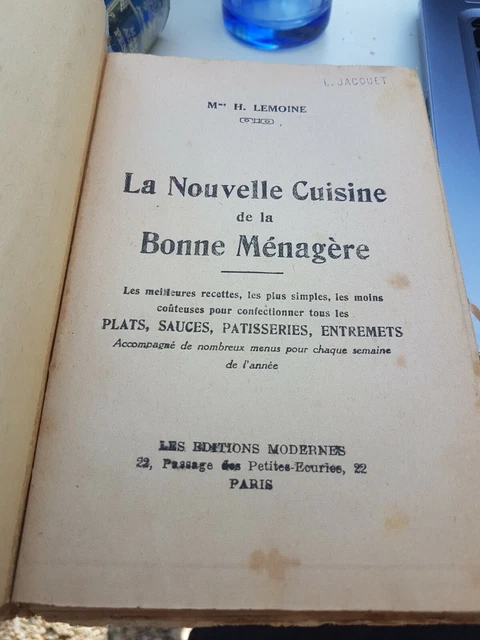 L. JACQUET
Mme H. LEMOINE
La Nouvelle Cuisine
de la
Bonne Ménagère
Les meilleures recettes, les plus simples, les moins
coûteuses pour confectionner tous les
PLATS, SAUCES, PATISSERIES, ENTREMETS
Accompagné de nombreux menus pour chaque semaine
de l'année
LES EDITIONS MODERNES
22, Passage des Petites-Ecuries, 22
PARIS